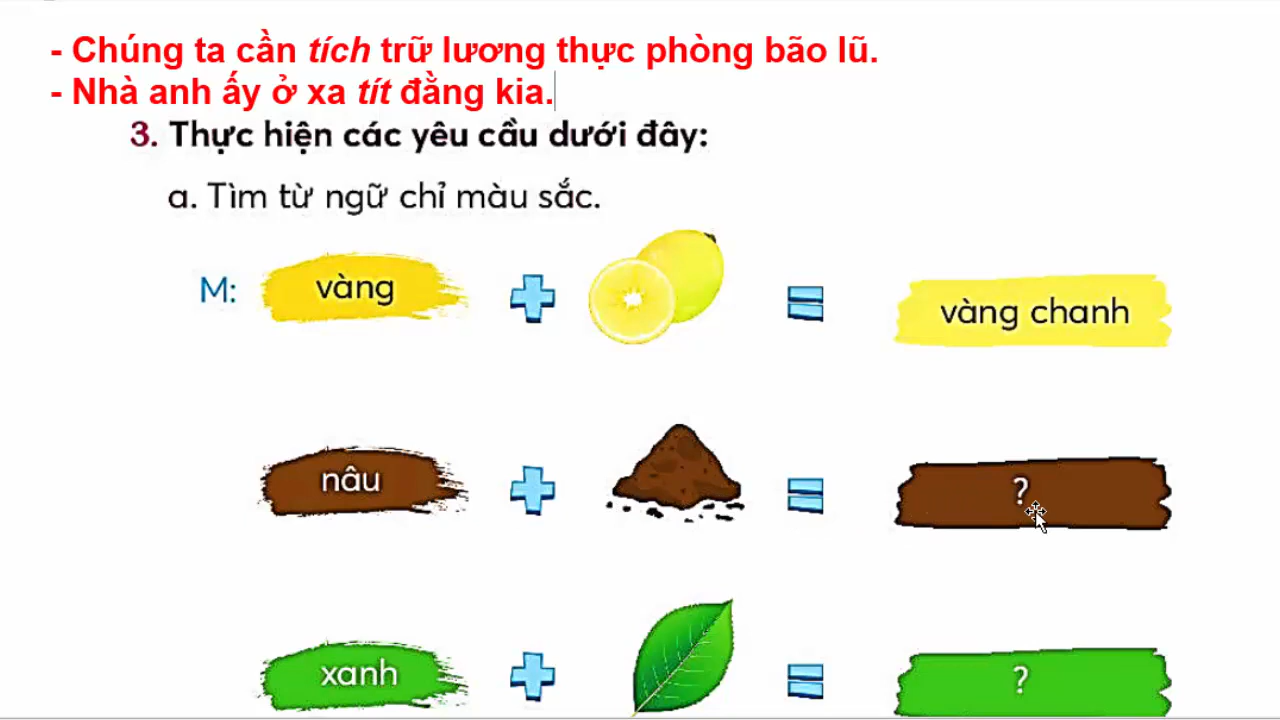 - Chúng ta cần tích trữ lương thực phòng bão lũ.
- Nhà anh ấy ở xa tít đằng kia.
3. Thực hiện các yêu cầu dưới đây:
a. Tìm từ ngữ chỉ màu sắc.
M: vàng + = vàng chanh
nâu + = ?
xanh + = ?